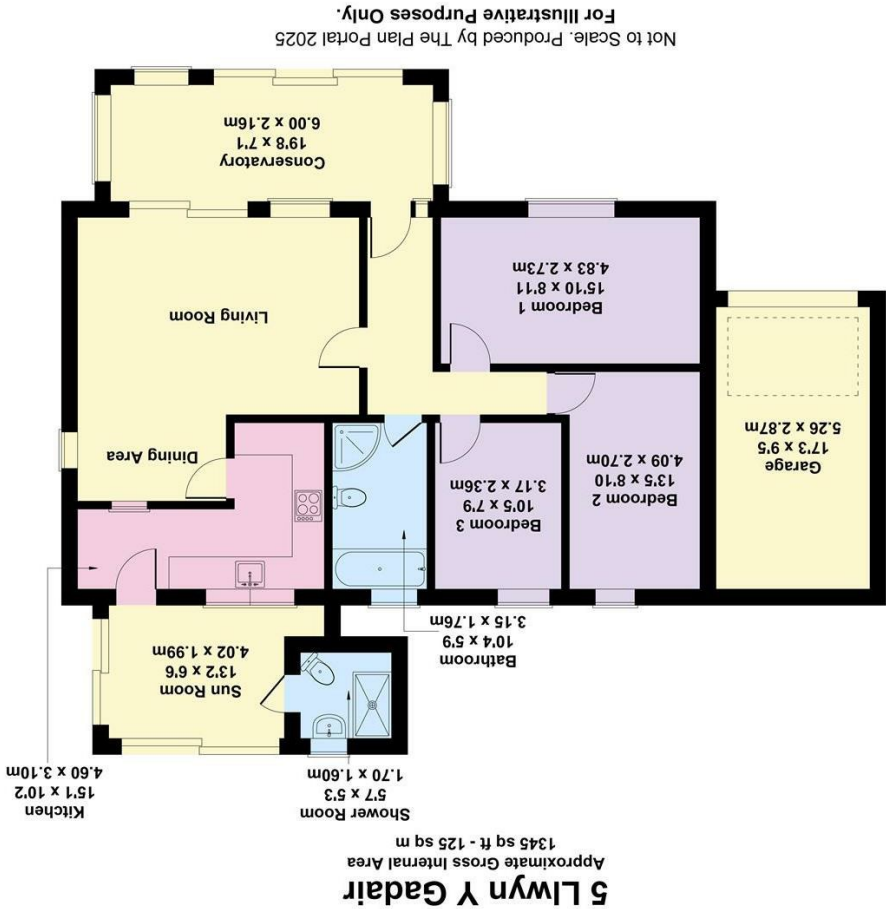 5 Llwyn Y Gadair
Approximate Gross Internal Area
1345 sq ft - 125 sq m
Shower Room
5'7 x 5'3
1.70 x 1.60m
Kitchen
15'1 x 10'2
4.60 x 3.10m
Sun Room
13'2 x 6'6
4.02 x 1.99m
Bathroom
10'4 x 5'9
3.15 x 1.76m
Garage
17'3 x 9'5
5.26 x 2.87m
Bedroom 2
13'5 x 8'10
4.09 x 2.70m
Bedroom 3
10'5 x 7'9
3.17 x 2.36m
Dining Area
Living Room
Bedroom 1
15'10 x 8'11
4.83 x 2.73m
Conservatory
19'8 x 7'1
6.00 x 2.16m
Not to Scale. Produced by The Plan Portal 2025
For Illustrative Purposes Only.